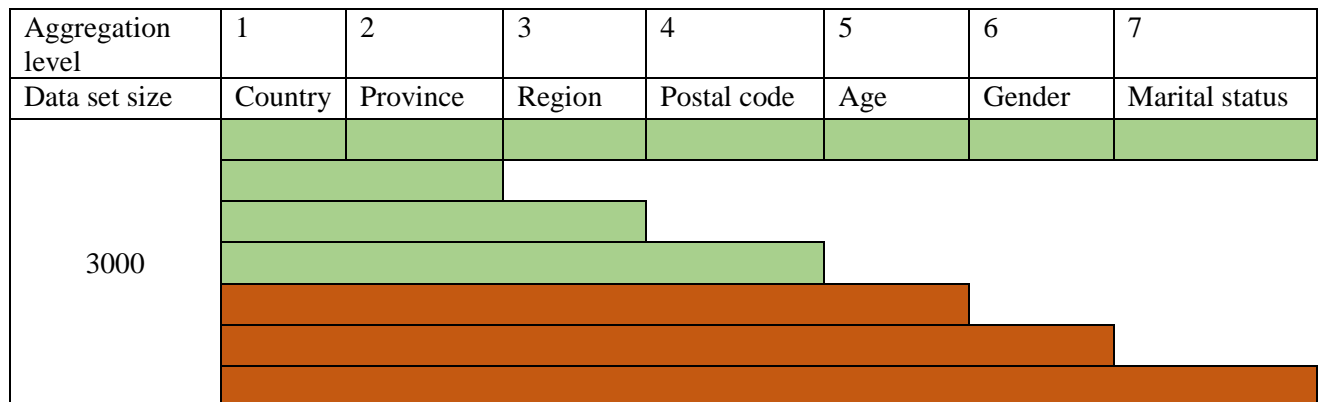 Aggregation level 1 2 3 4 5 6 7
Data set size Country Province Region Postal code Age Gender Marital status
3000